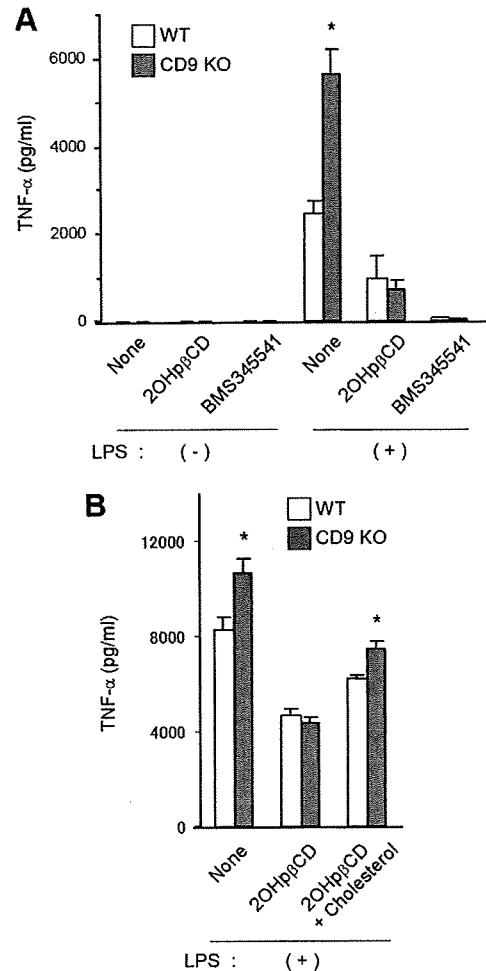 A
WT
CD9 KO
*
6000
4000
2000
0
TNF-α (pg/ml)
None
2OHpβCD
BMS345541
None
2OHpβCD
BMS345541
LPS : (-) (+)
B
WT
CD9 KO
*
*
12000
8000
4000
0
TNF-α (pg/ml)
None
2OHpβCD
2OHpβCD
+ Cholesterol
LPS : (+)